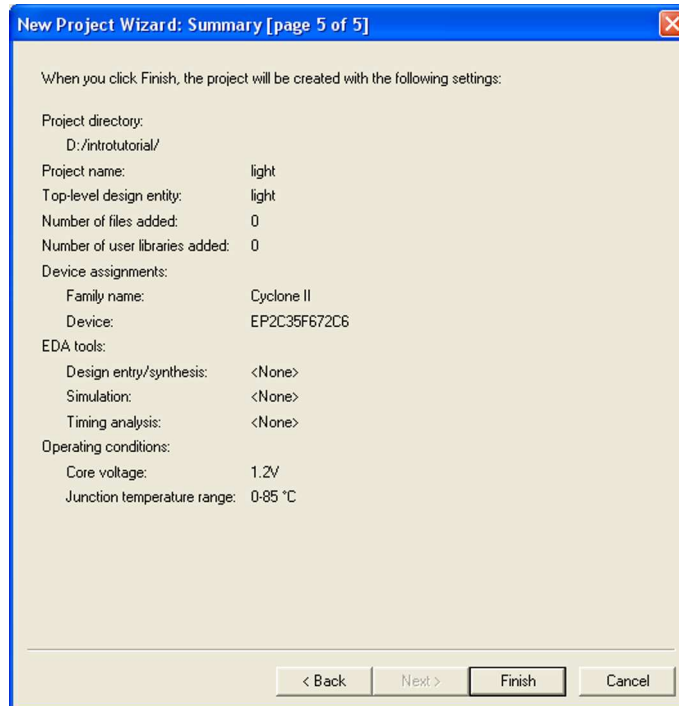 New Project Wizard: Summary [page 5 of 5]
When you click Finish, the project will be created with the following settings:
Project directory:
D:/introtutorial/
Project name: light
Top-level design entity: light
Number of files added: 0
Number of user libraries added: 0
Device assignments:
Family name: Cyclone II
Device: EP2C35F672C6
EDA tools:
Design entry/synthesis: <None>
Simulation: <None>
Timing analysis: <None>
Operating conditions:
Core voltage: 1.2V
Junction temperature range: 0-85 °C
< Back Next > Finish Cancel